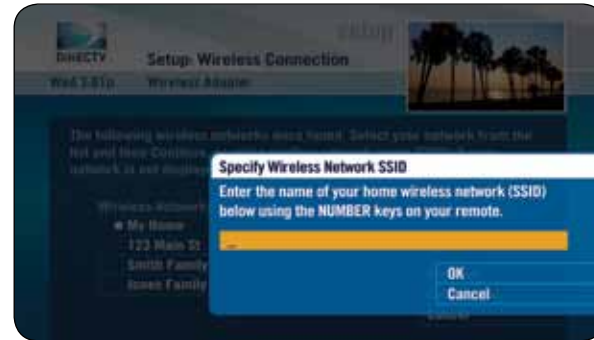 setup
DIRECTV
Setup: Wireless Connection
Wed 5:01p Wireless Adapter
The following wireless networks were found. Select your network from the
list and then Continue.
network is not
Specify Wireless Network SSID
Enter the name of your home wireless network (SSID)
below using the NUMBER keys on your remote.
Wireless Network
My Home
123 Main St
Smith Family
Jones Family
OK
Cancel